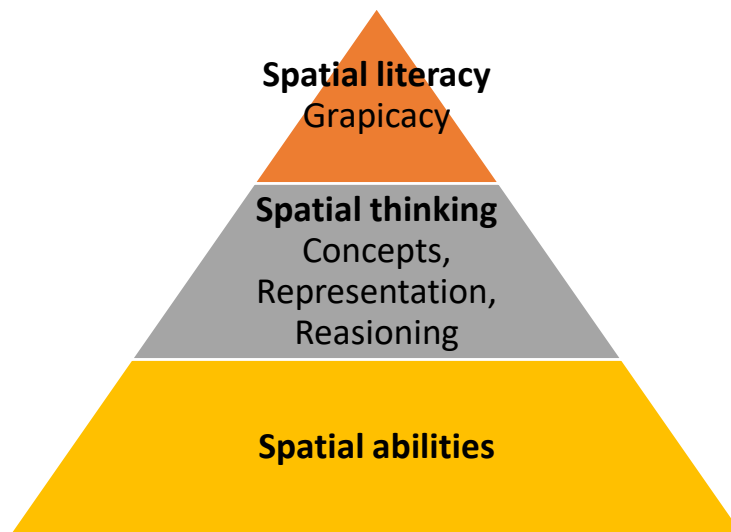 Spatial literacy
Grapicacy
Spatial thinking
Concepts,
Representation,
Reasioning
Spatial abilities